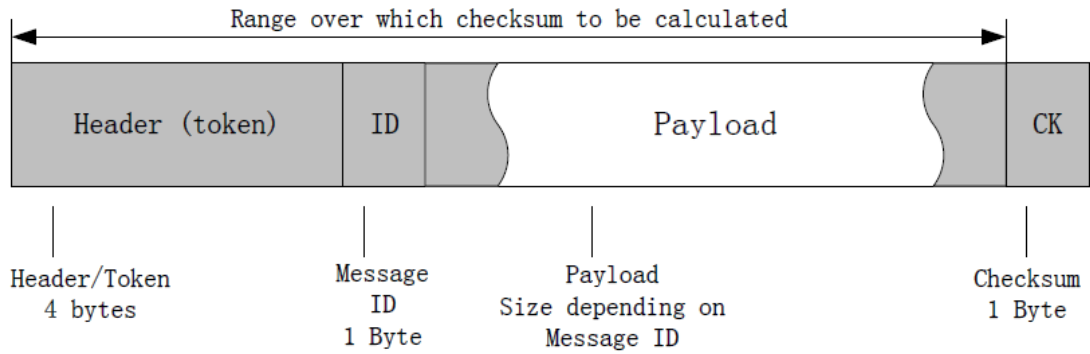 Range over which checksum to be calculated
Header (token)
ID
Payload
CK
Header/Token
4 bytes
Message
ID
1 Byte
Payload
Size depending on
Message ID
Checksum
1 Byte